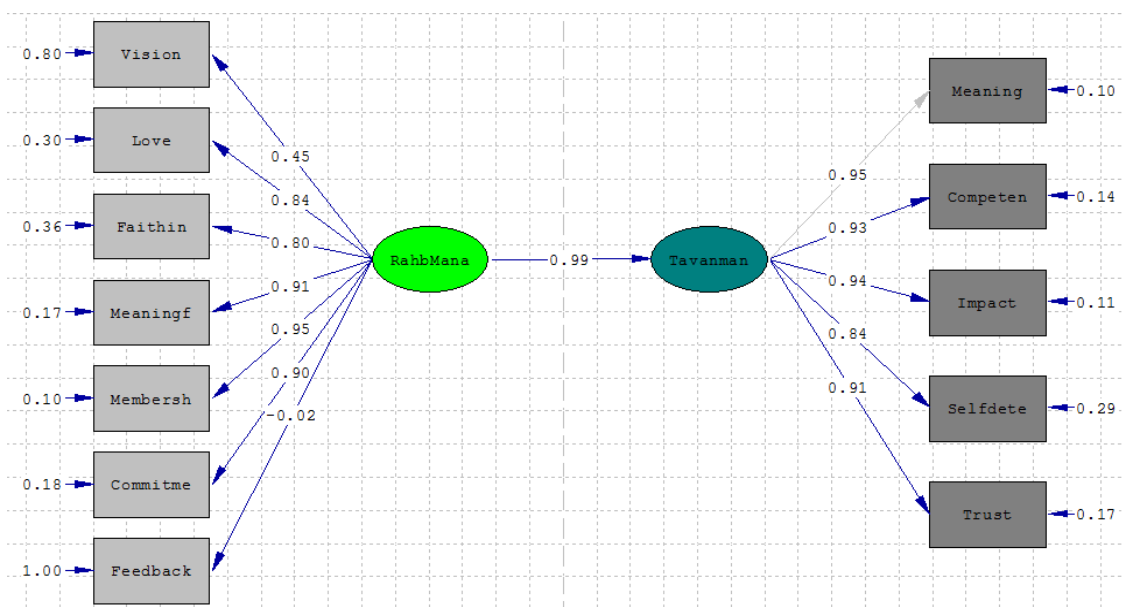 0.80
Vision
0.30
Love
0.36
Faithin
0.17
Meaningf
0.10
Membersh
0.18
Commitme
1.00
Feedback
0.45
0.84
0.80
0.91
0.95
0.90
-0.02
RahbMana
0.99
Tavanman
0.95
0.93
0.94
0.84
0.91
Meaning
0.10
Competen
0.14
Impact
0.11
Selfdete
0.29
Trust
0.17